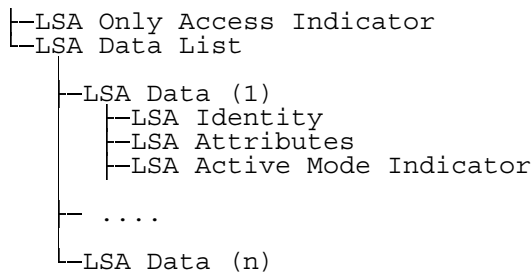 LSA Only Access Indicator
LSA Data List
LSA Data (1)
LSA Identity
LSA Attributes
LSA Active Mode Indicator
....
LSA Data (n)